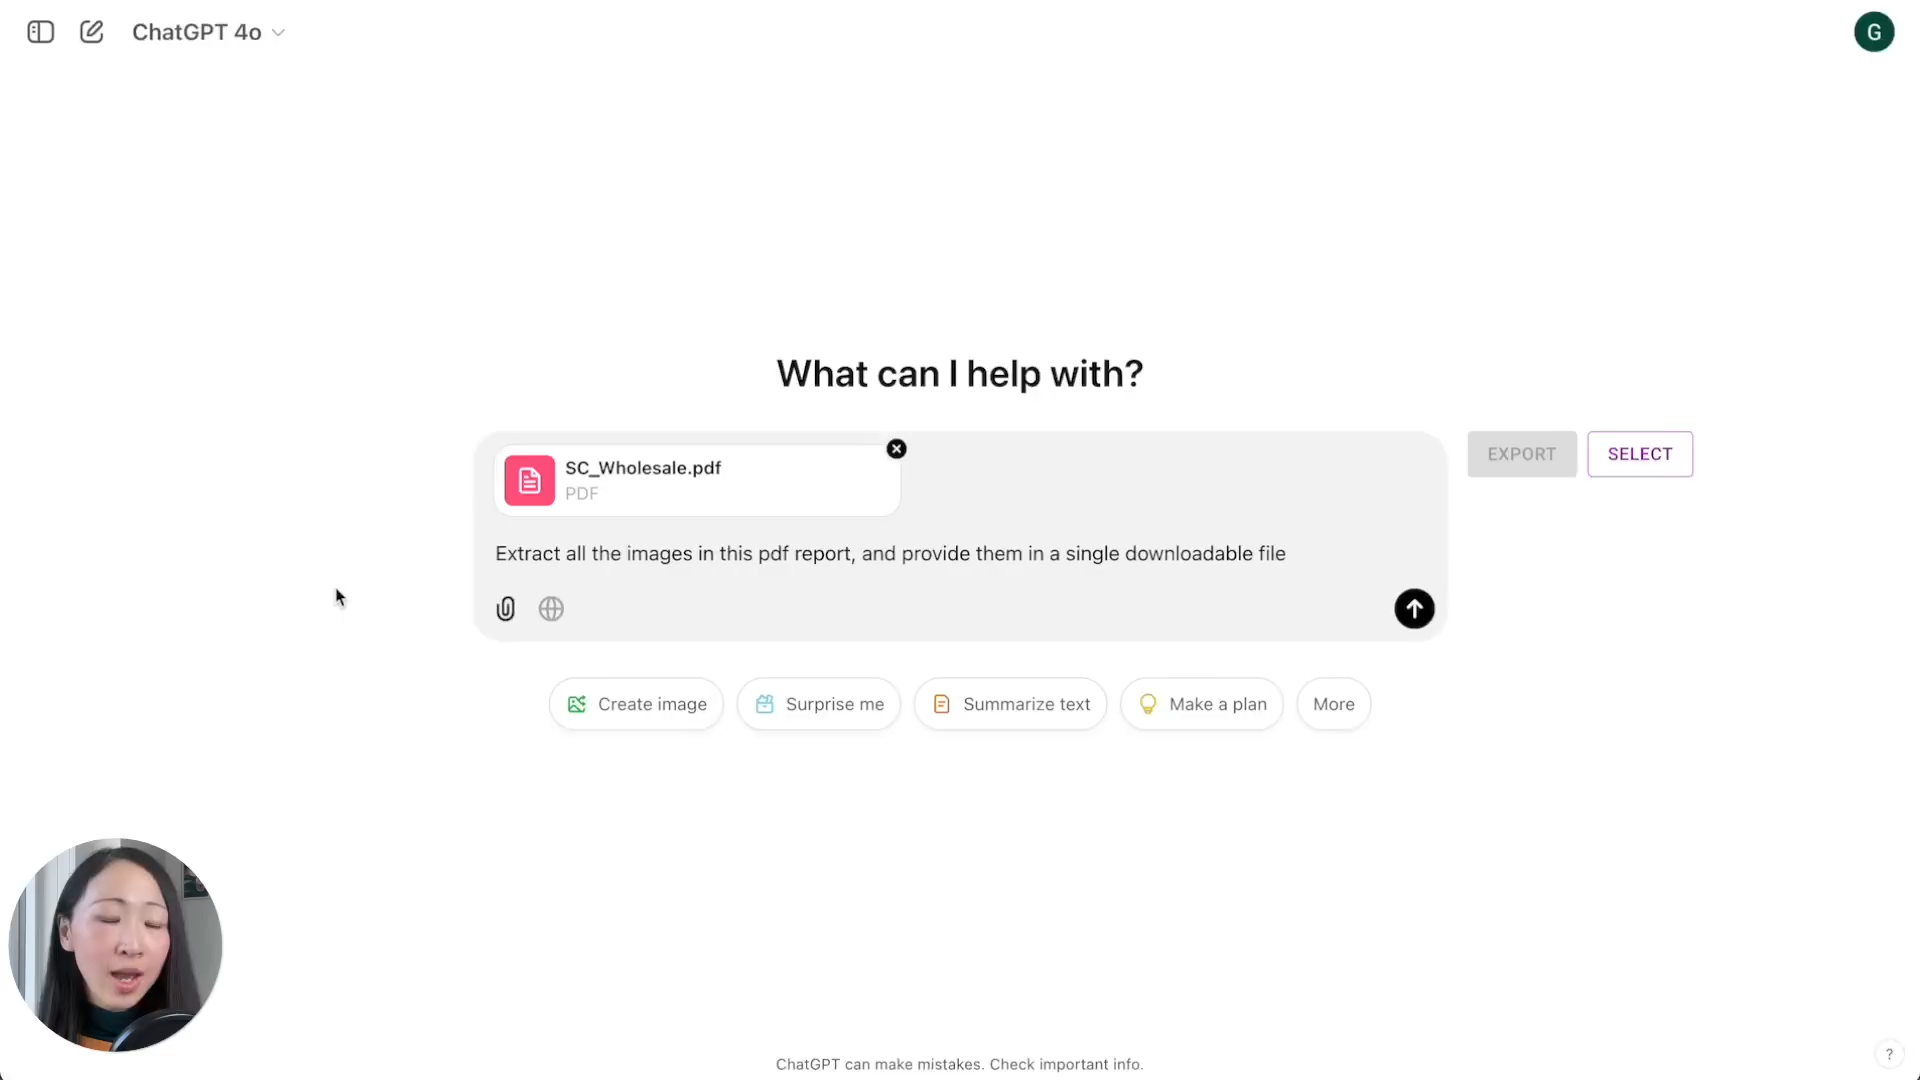 ChatGPT 4o
G
What can I help with?
SC_Wholesale.pdf
PDF
EXPORT
SELECT
Extract all the images in this pdf report, and provide them in a single downloadable file
Create image
Surprise me
Summarize text
Make a plan
More
ChatGPT can make mistakes. Check important info.
?